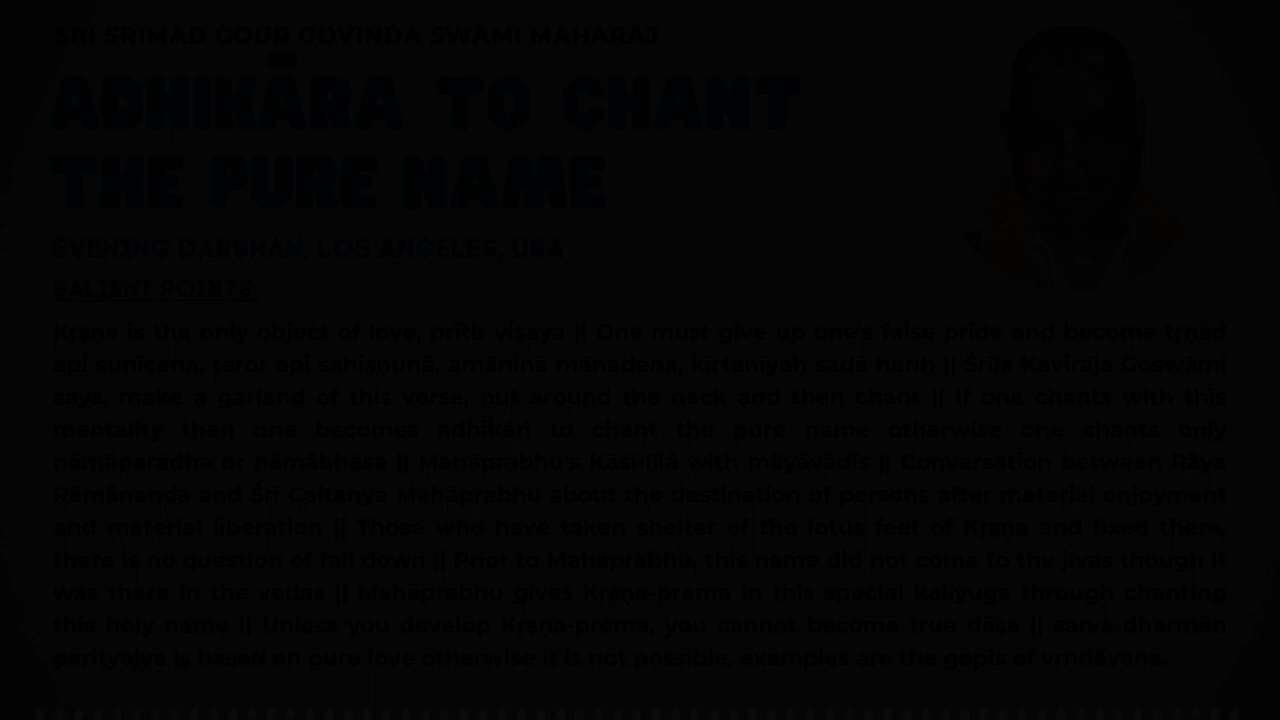 SRI SRIMAD GOUR GOVINDA SWAMI MAHARAJ
ADHIKĀRA TO CHANT
THE PURE NAME
EVENING DARSHAN, LOS ANGELES, USA
SALIENT POINTS:
Kṛṣṇa is the only object of love, prītir viṣaya || One must give up one's false pride and become tṛṇād
api sunīcena, taror api sahiṣṇunā, amāninā mānadena, kīrtanīyaḥ sadā hariḥ || Śrīla Kavirāja Goswāmī
says, make a garland of this verse, put around the neck and then chant || If one chants with this
mentality then one becomes adhikārī to chant the pure name otherwise one chants only
nāmāparādha or nāmābhāsa || Mahāprabhu's Kāśī-līlā with māyāvādīs || Conversation between Rāya
Rāmānanda and Śrī Caitanya Mahāprabhu about the destination of persons after material enjoyment
and material liberation || Those who have taken shelter of the lotus feet of Kṛṣṇa and fixed there,
there is no question of fall down || Prior to Mahāprabhu, this name did not come to the jīvas though it
was there in the vedas || Mahāprabhu gives Kṛṣṇa-prema in this special kaliyuga through chanting
this holy name || Unless you develop Kṛṣṇa-prema, you cannot become true dāsa || sarva-dharmān
parityajya is based on pure love otherwise it is not possible, examples are the gopīs of vṛndāvana.